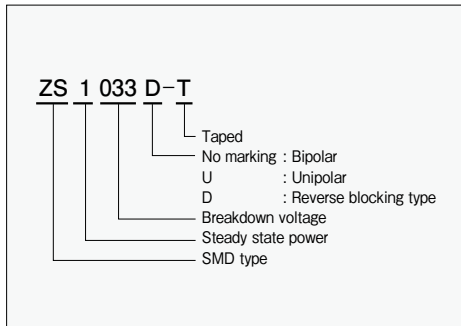 ZS 1 033 D-T
Taped
No marking : Bipolar
U : Unipolar
D : Reverse blocking type
Breakdown voltage
Steady state power
SMD type